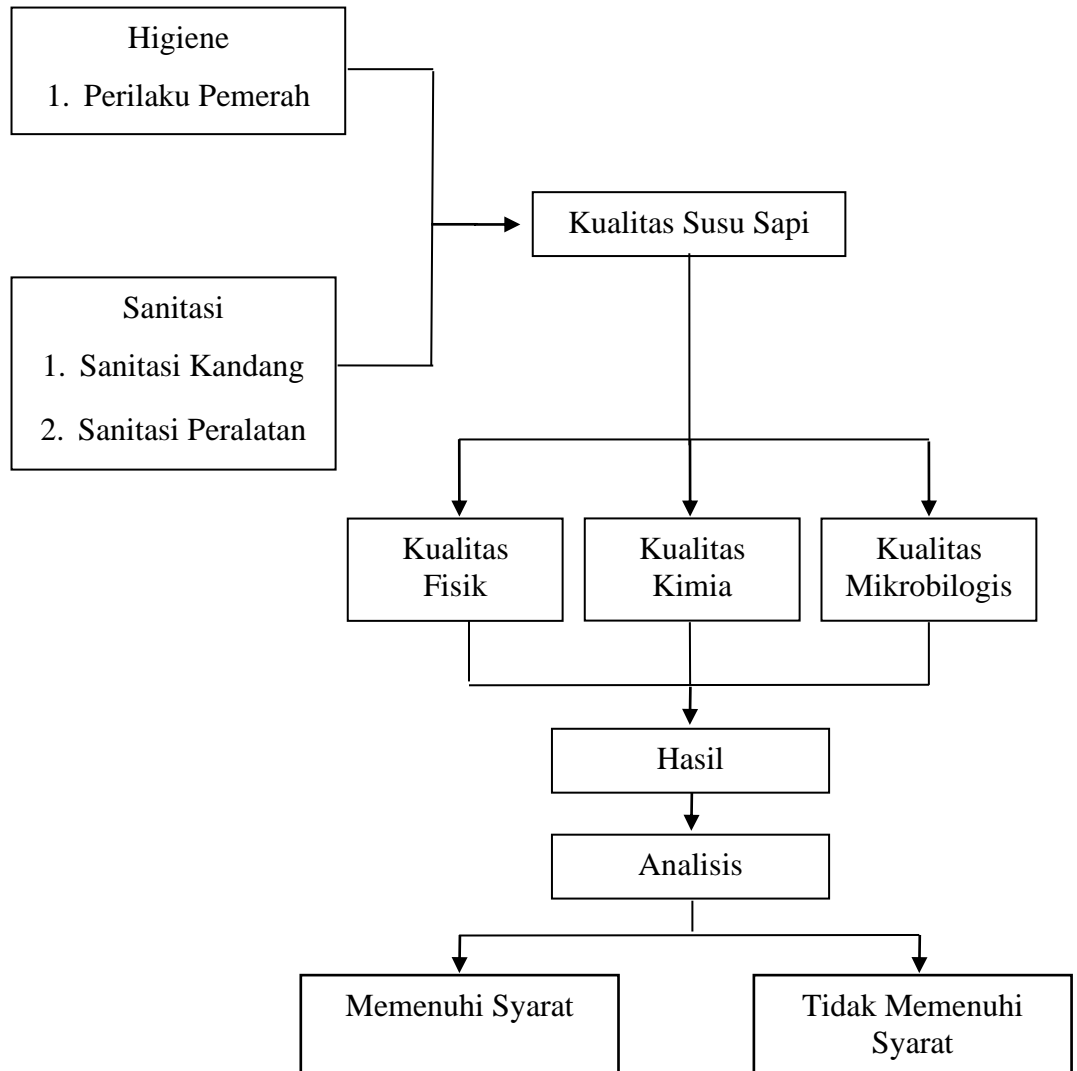 Higiene
1. Perilaku Pemerah
Kualitas Susu Sapi
Sanitasi
1. Sanitasi Kandang
2. Sanitasi Peralatan
Kualitas
Fisik
Kualitas
Kimia
Kualitas
Mikrobilogis
Hasil
Analisis
Memenuhi Syarat
Tidak Memenuhi
Syarat